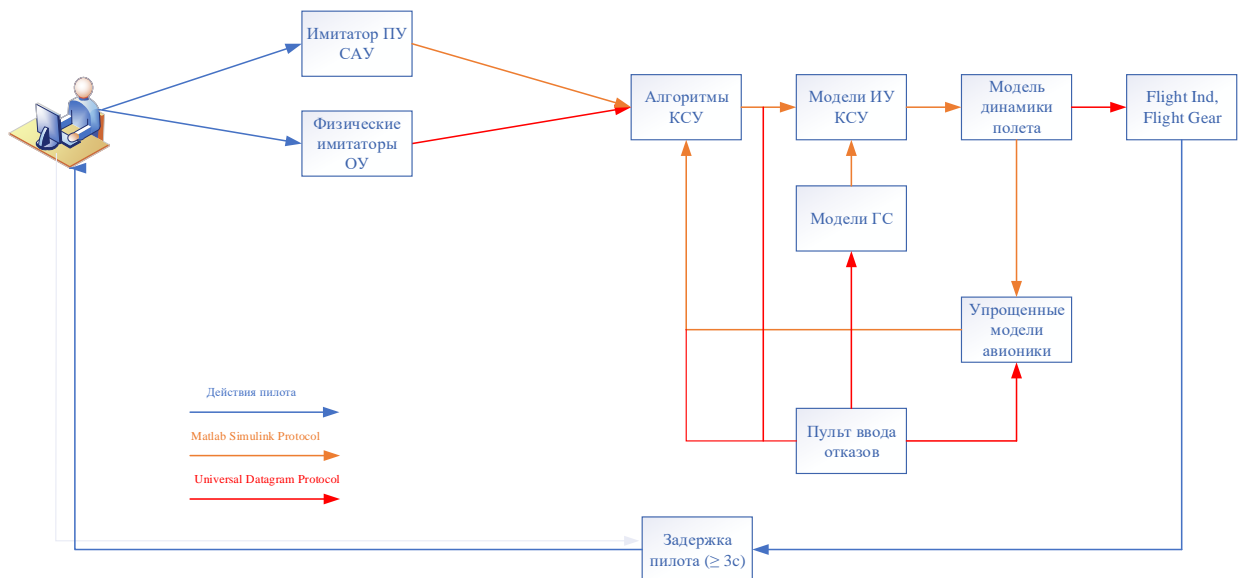 Имитатор ПУ
САУ
Физические
имитаторы
ОУ
Алгоритмы
КСУ
Модели ИУ
КСУ
Модель
динамики
полета
Flight Ind,
Flight Gear
Модели ГС
Упрощенные
модели
авионики
Пульт ввода
отказов
Действия пилота
Matlab Simulink Protocol
Universal Datagram Protocol
Задержка
пилота (≥ 3с)